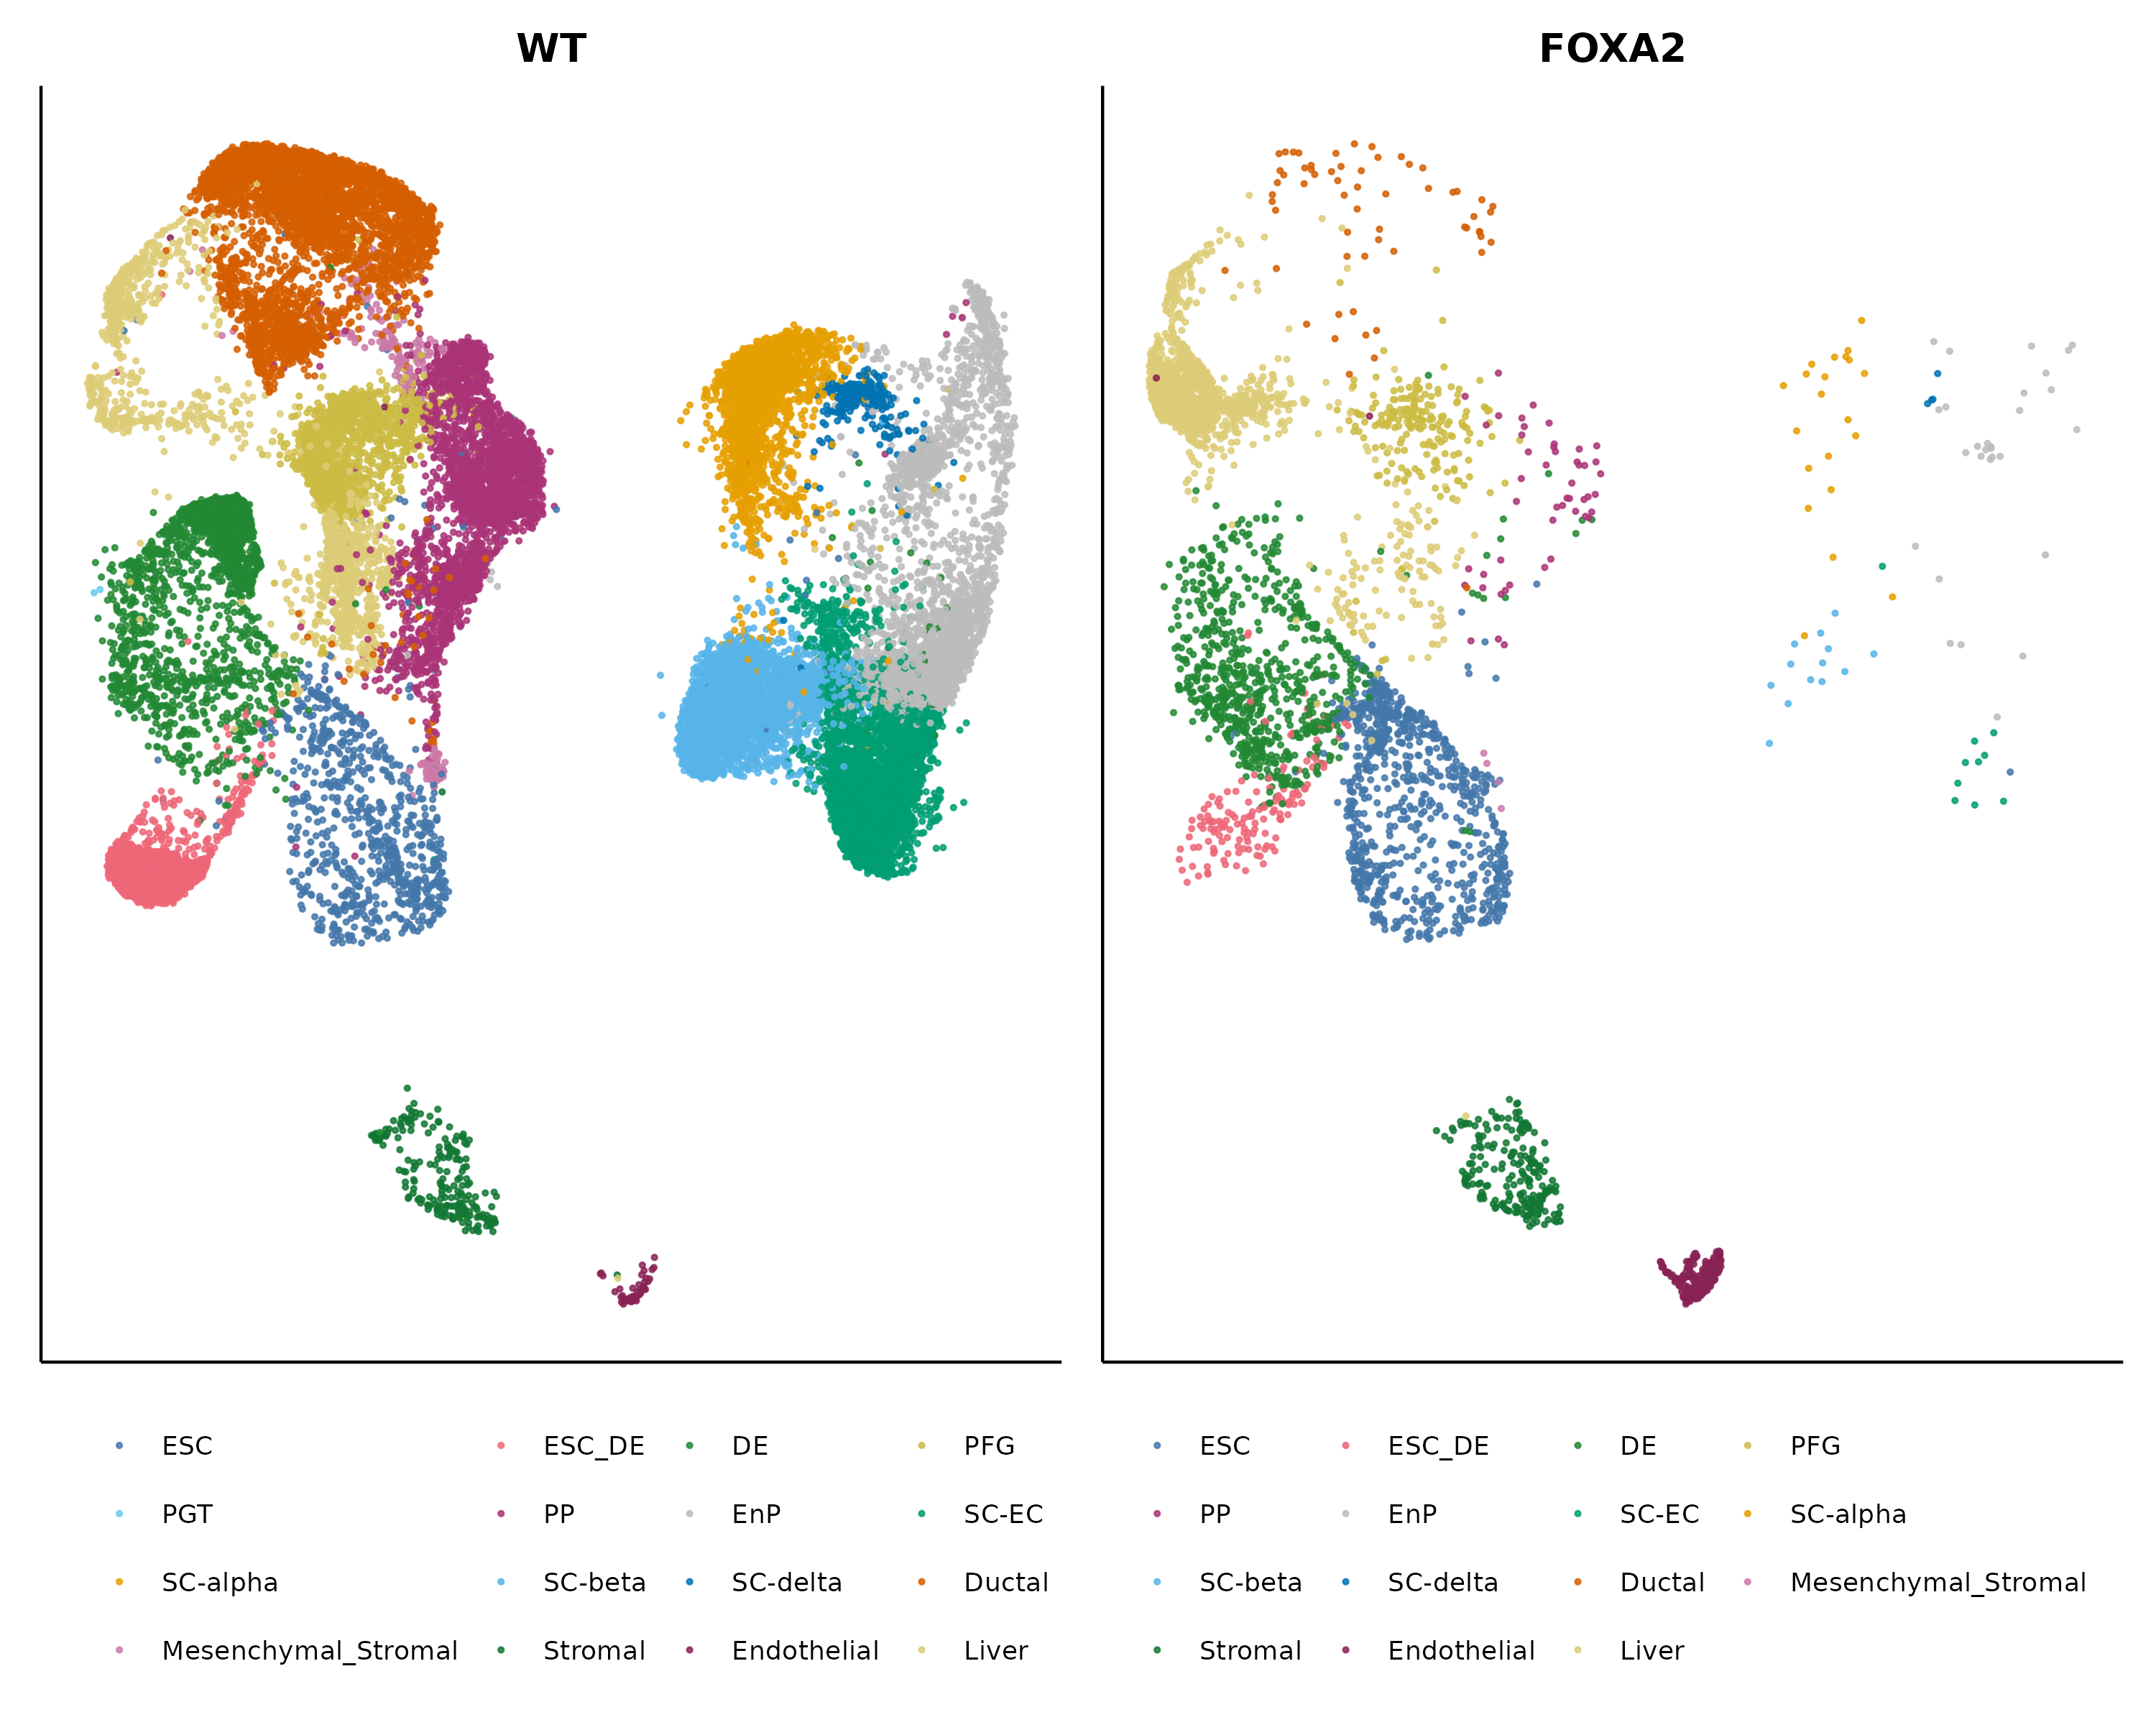 WT
FOXA2
ESC ESC_DE DE PFG
PGT PP EnP SC-EC
SC-alpha SC-beta SC-delta Ductal
Mesenchymal_Stromal Stromal Endothelial Liver
ESC ESC_DE DE PFG
PP EnP SC-EC SC-alpha
SC-beta SC-delta Ductal Mesenchymal_Stromal
Stromal Endothelial Liver